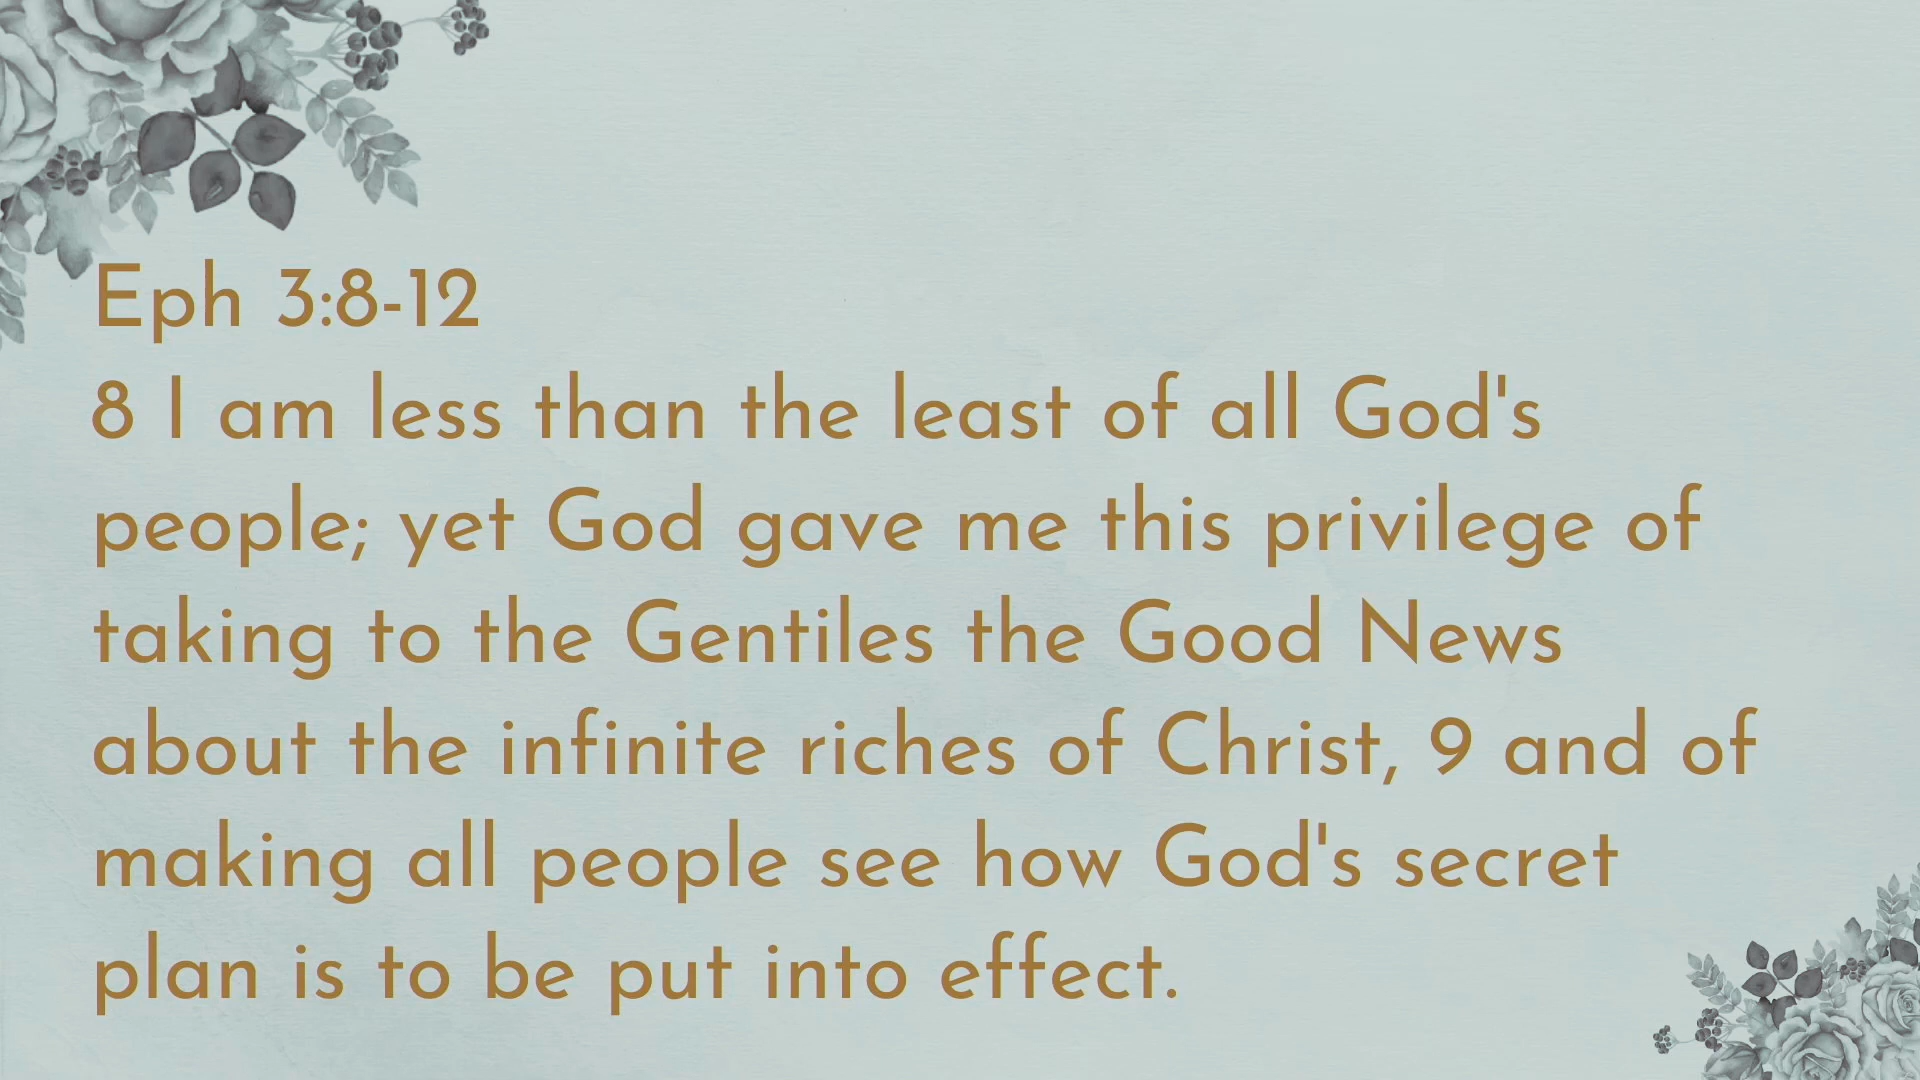 Eph 3:8-12
8 I am less than the least of all God's
people; yet God gave me this privilege of
taking to the Gentiles the Good News
about the infinite riches of Christ, 9 and of
making all people see how God's secret
plan is to be put into effect.